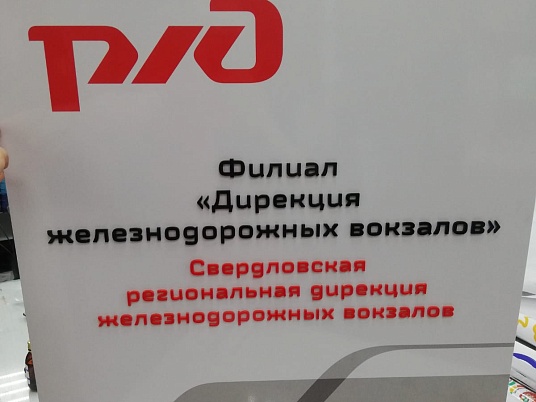 РЖД
Филиал
«Дирекция
железнодорожных вокзалов»
Свердловская
региональная дирекция
железнодорожных вокзалов